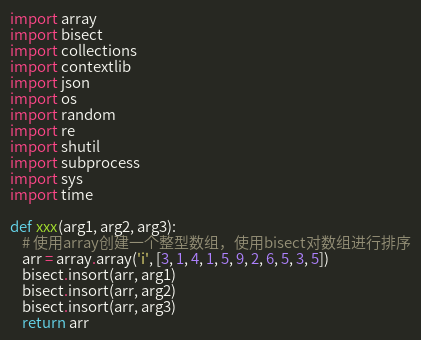 import array
import bisect
import collections
import contextlib
import json
import os
import random
import re
import shutil
import subprocess
import sys
import time

def xxx(arg1, arg2, arg3):
    # 使用array创建一个整型数组，使用bisect对数组进行排序
    arr = array.array('i', [3, 1, 4, 1, 5, 9, 2, 6, 5, 3, 5])
    bisect.insort(arr, arg1)
    bisect.insort(arr, arg2)
    bisect.insort(arr, arg3)
    return arr